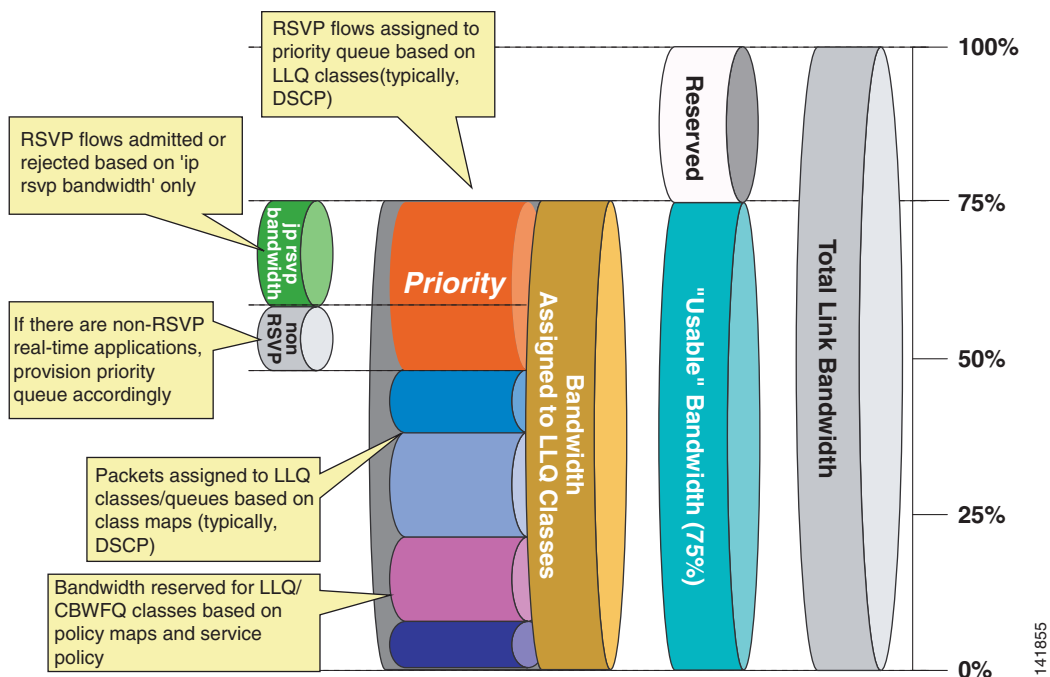 RSVP flows assigned to
priority queue based on
LLQ classes(typically,
DSCP)
RSVP flows admitted or
rejected based on 'ip
rsvp bandwidth' only
If there are non-RSVP
real-time applications,
provision priority
queue accordingly
Packets assigned to LLQ
classes/queues based on
class maps (typically,
DSCP)
Bandwidth reserved for LLQ/
CBWFQ classes based on
policy maps and service
policy
jp rsvp
bandwidth
non
RSVP
Priority
Bandwidth
Assigned to LLQ Classes
Reserved
"Usable" Bandwidth (75%)
Total Link Bandwidth
100%
75%
50%
25%
0%
141855